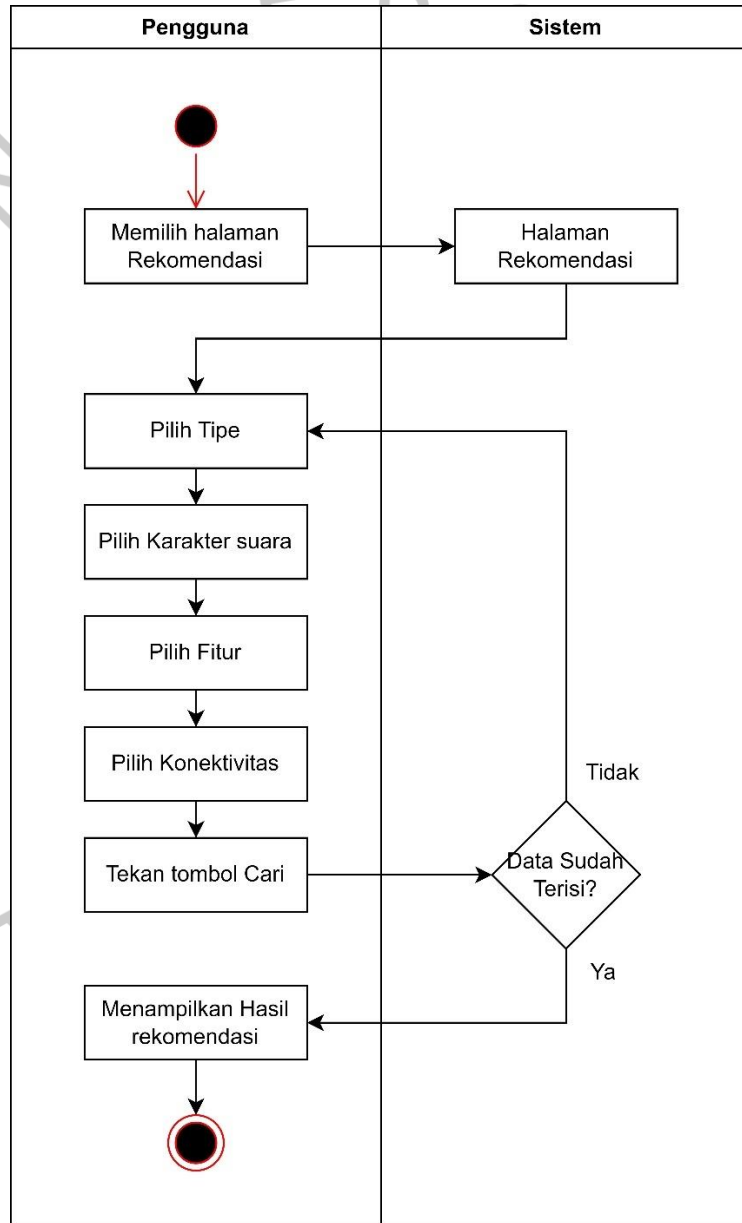 Pengguna
Sistem
Memilih halaman
Rekomendasi
Halaman
Rekomendasi
Pilih Tipe
Pilih Karakter suara
Pilih Fitur
Pilih Konektivitas
Tidak
Tekan tombol Cari
Data Sudah
Terisi?
Ya
Menampilkan Hasil
rekomendasi